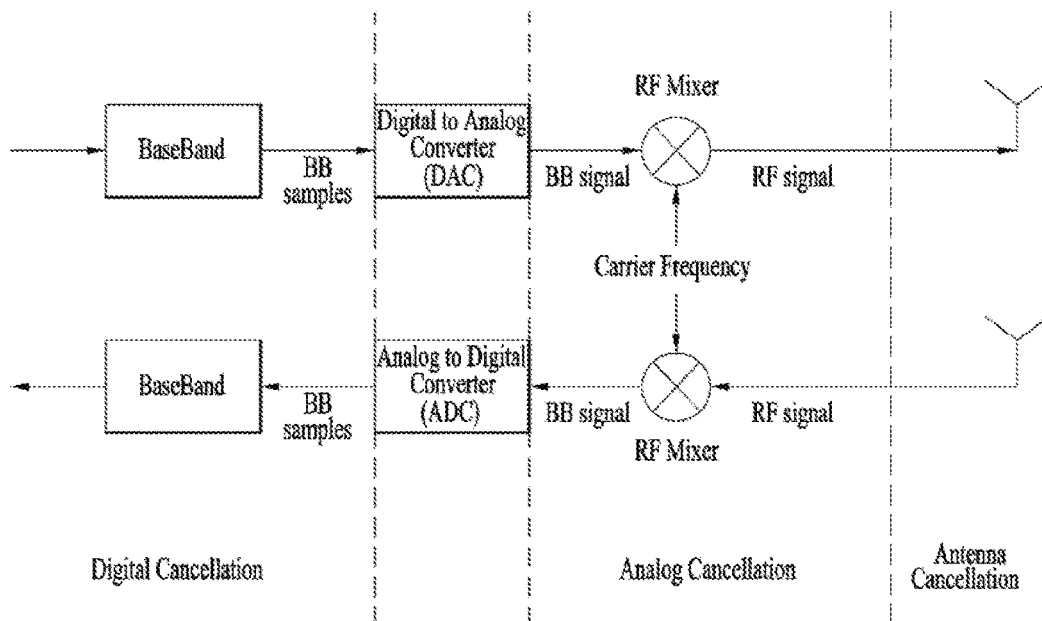 RF Mixer
BaseBand
BB
samples
Digital to Analog
Converter
(DAC)
BB signal
RF signal
Carrier Frequency
BaseBand
BB
samples
Analog to Digital
Converter
(ADC)
BB signal
RF signal
RF Mixer
Digital Cancellation
Analog Cancellation
Antenna
Cancellation